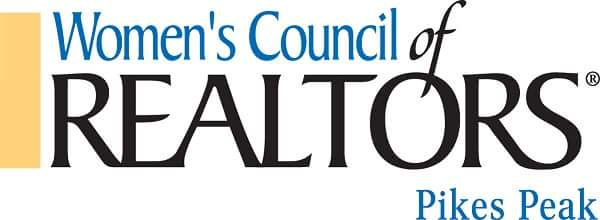 Women's Council of
REALTORS®
Pikes Peak